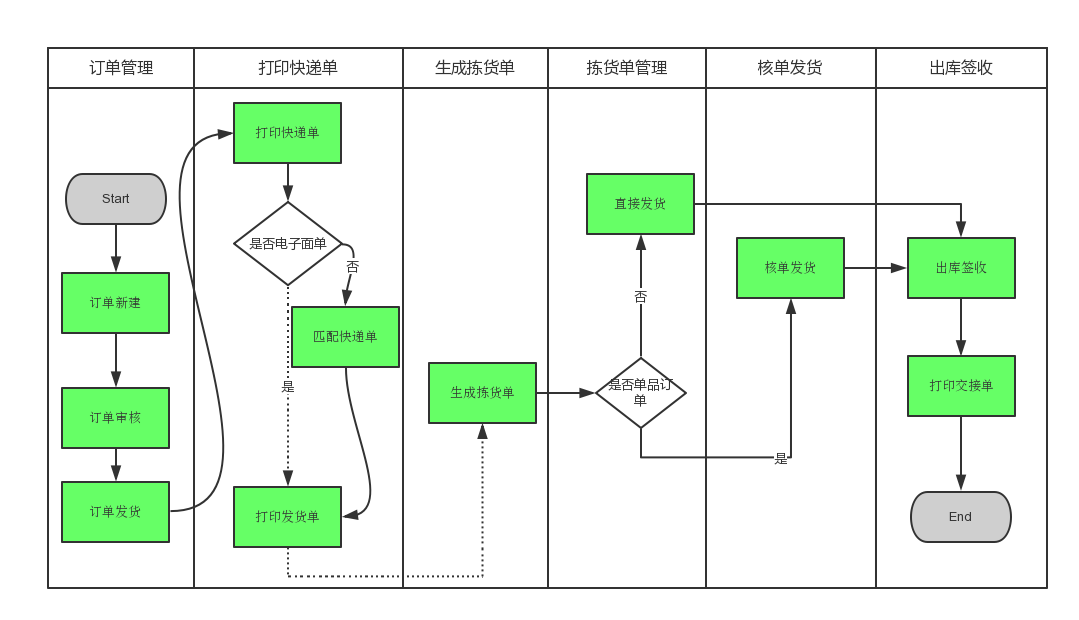 订单管理
打印快递单
生成拣货单
拣货单管理
核单发货
出库签收
Start
订单新建
订单审核
订单发货
打印快递单
是否电子面单
否
匹配快递单
是
打印发货单
生成拣货单
直接发货
否
是否单品订
单
是
核单发货
出库签收
打印交接单
End